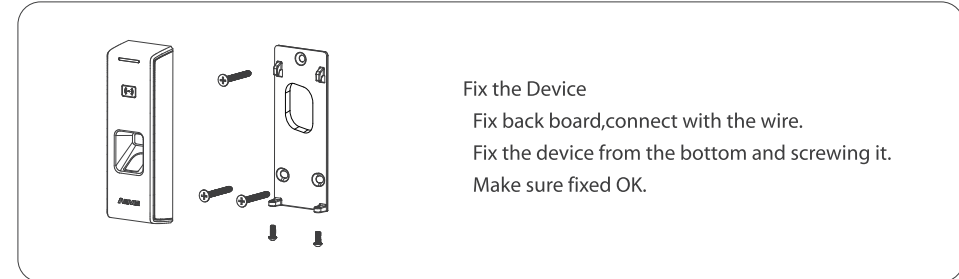 Fix the Device
Fix back board,connect with the wire.
Fix the device from the bottom and screwing it.
Make sure fixed OK.